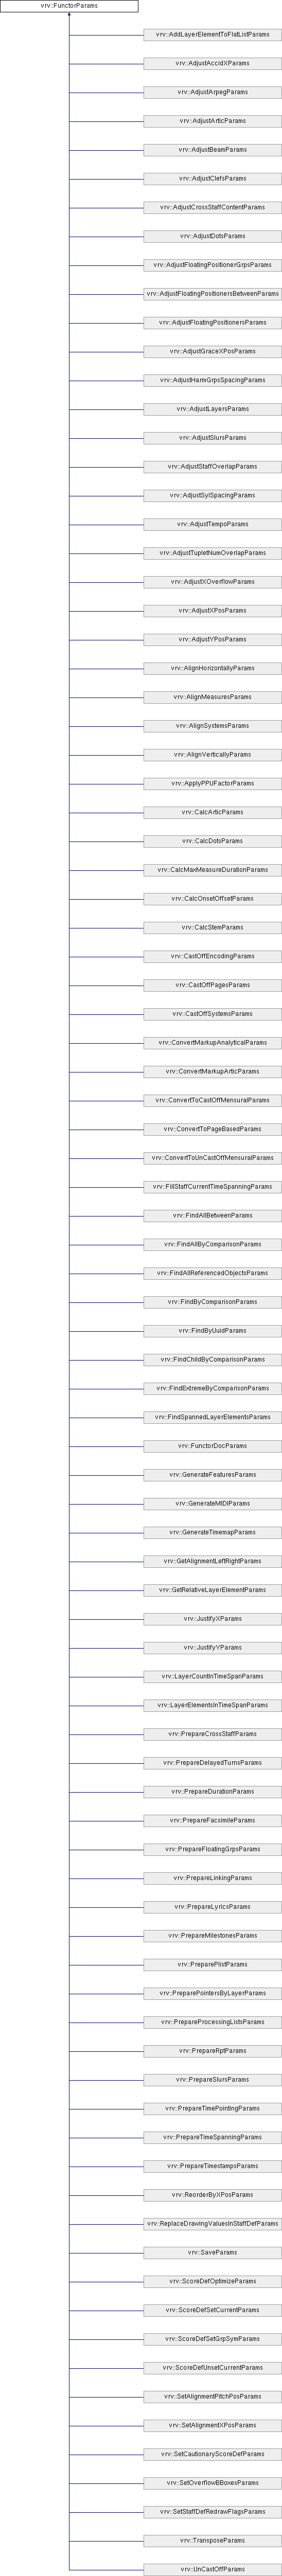 vrv::FunctorParams
vrv::AddLayerElementToFlatListParams
vrv::AdjustAccidXParams
vrv::AdjustArpegParams
vrv::AdjustArticParams
vrv::AdjustBeamParams
vrv::AdjustClefsParams
vrv::AdjustCrossStaffContentParams
vrv::AdjustDotsParams
vrv::AdjustFloatingPositionerGrpsParams
vrv::AdjustFloatingPositionersBetweenParams
vrv::AdjustFloatingPositionersParams
vrv::AdjustGraceXPosParams
vrv::AdjustHarmGrpsSpacingParams
vrv::AdjustLayersParams
vrv::AdjustSlursParams
vrv::AdjustStaffOverlapParams
vrv::AdjustSylSpacingParams
vrv::AdjustTempoParams
vrv::AdjustTupletNumOverlapParams
vrv::AdjustXOverflowParams
vrv::AdjustXPosParams
vrv::AdjustYPosParams
vrv::AlignHorizontallyParams
vrv::AlignMeasuresParams
vrv::AlignSystemsParams
vrv::AlignVerticallyParams
vrv::ApplyPPUFactorParams
vrv::CalcArticParams
vrv::CalcDotsParams
vrv::CalcMaxMeasureDurationParams
vrv::CalcOnsetOffsetParams
vrv::CalcStemParams
vrv::CastOffEncodingParams
vrv::CastOffPagesParams
vrv::CastOffSystemsParams
vrv::ConvertMarkupAnalyticalParams
vrv::ConvertMarkupArticParams
vrv::ConvertToCastOffMensuralParams
vrv::ConvertToPageBasedParams
vrv::ConvertToUnCastOffMensuralParams
vrv::FillStaffCurrentTimeSpanningParams
vrv::FindAllBetweenParams
vrv::FindAllByComparisonParams
vrv::FindAllReferencedObjectsParams
vrv::FindByComparisonParams
vrv::FindByUuidParams
vrv::FindChildByComparisonParams
vrv::FindExtremeByComparisonParams
vrv::FindSpannedLayerElementsParams
vrv::FunctorDocParams
vrv::GenerateFeaturesParams
vrv::GenerateMIDIParams
vrv::GenerateTimemapParams
vrv::GetAlignmentLeftRightParams
vrv::GetRelativeLayerElementParams
vrv::JustifyXParams
vrv::JustifyYParams
vrv::LayerCountInTimeSpanParams
vrv::LayerElementsInTimeSpanParams
vrv::PrepareCrossStaffParams
vrv::PrepareDelayedTurnsParams
vrv::PrepareDurationParams
vrv::PrepareFacsimileParams
vrv::PrepareFloatingGrpsParams
vrv::PrepareLinkingParams
vrv::PrepareLyricsParams
vrv::PrepareMilestonesParams
vrv::PreparePlistParams
vrv::PreparePointersByLayerParams
vrv::PrepareProcessingListsParams
vrv::PrepareRptParams
vrv::PrepareSlursParams
vrv::PrepareTimePointingParams
vrv::PrepareTimeSpanningParams
vrv::PrepareTimestampsParams
vrv::ReorderByXPosParams
vrv::ReplaceDrawingValuesInStaffDefParams
vrv::SaveParams
vrv::ScoreDefOptimizeParams
vrv::ScoreDefSetCurrentParams
vrv::ScoreDefSetGrpSymParams
vrv::ScoreDefUnsetCurrentParams
vrv::SetAlignmentPitchPosParams
vrv::SetAlignmentXPosParams
vrv::SetCautionaryScoreDefParams
vrv::SetOverflowBBoxesParams
vrv::SetStaffDefRedrawFlagsParams
vrv::TransposeParams
vrv::UnCastOffParams